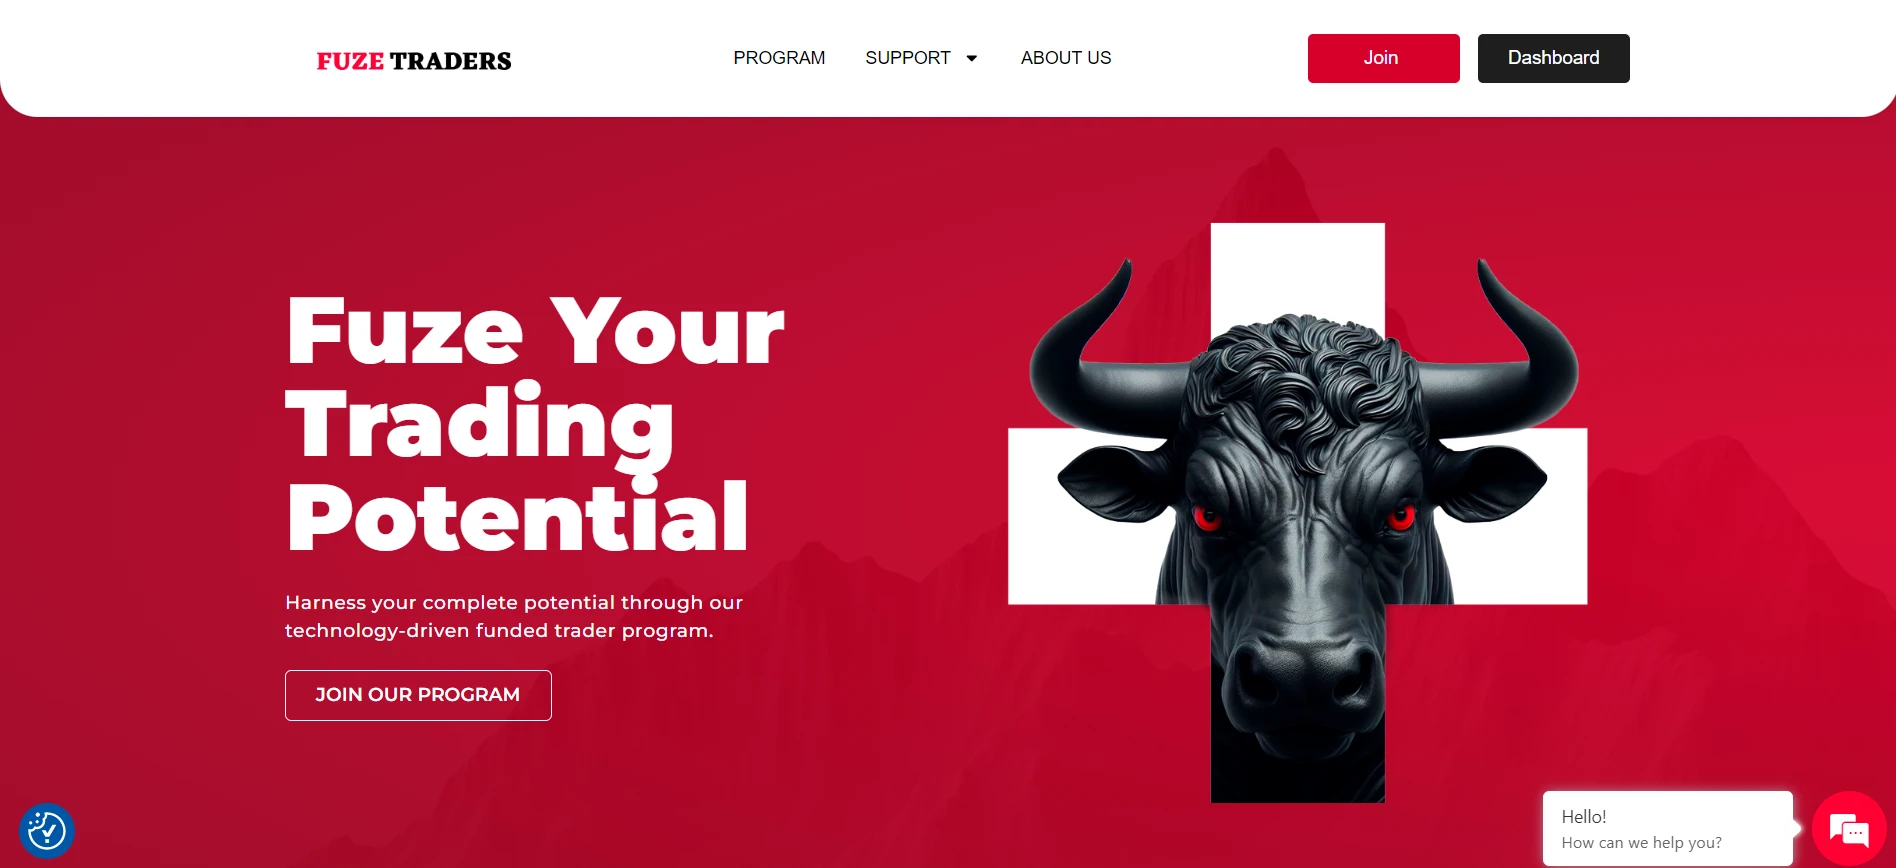 FUZE TRADERS
PROGRAM
SUPPORT
ABOUT US
Join
Dashboard
Fuze Your
Trading
Potential
Harness your complete potential through our
technology-driven funded trader program.
JOIN OUR PROGRAM
Hello!
How can we help you?